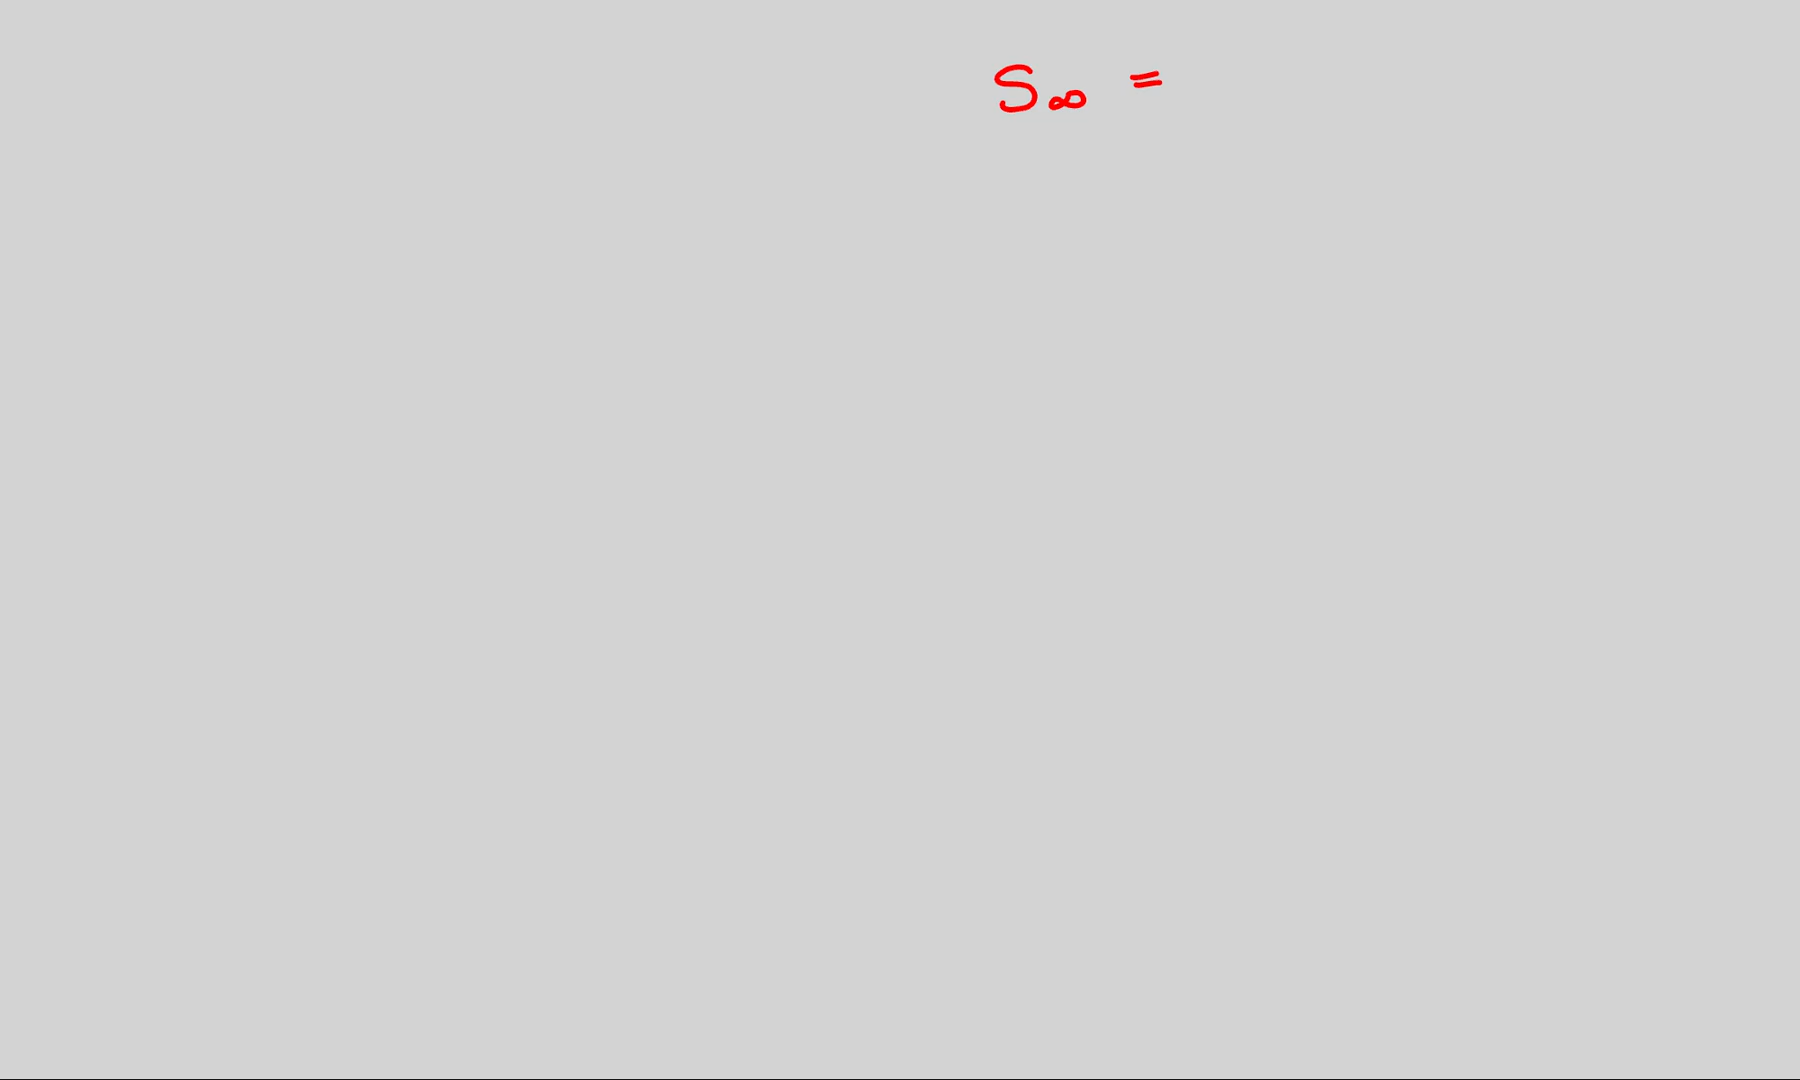 S∞ =